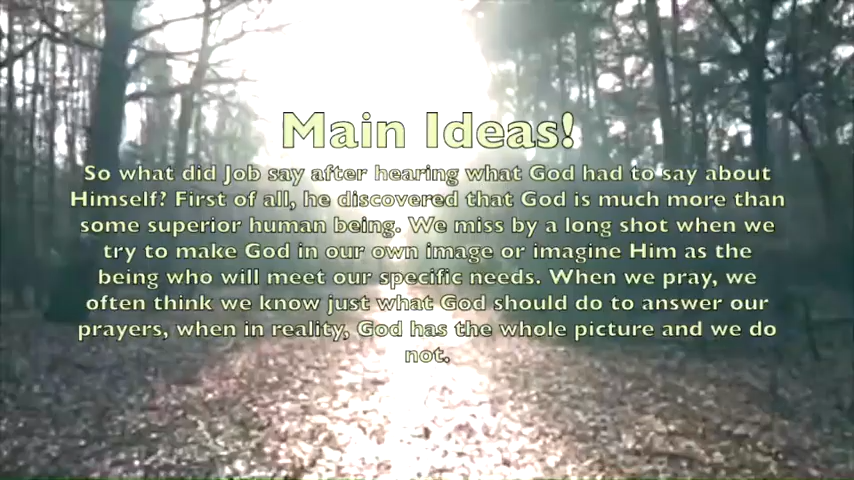 Main Ideas!
So what did Job say after hearing what God had to say about
Himself? First of all, he discovered that God is much more than
some superior human being. We miss by a long shot when we
try to make God in our own image or imagine Him as the
being who will meet our specific needs. When we pray, we
often think we know just what God should do to answer our
prayers, when in reality, God has the whole picture and we do
not.